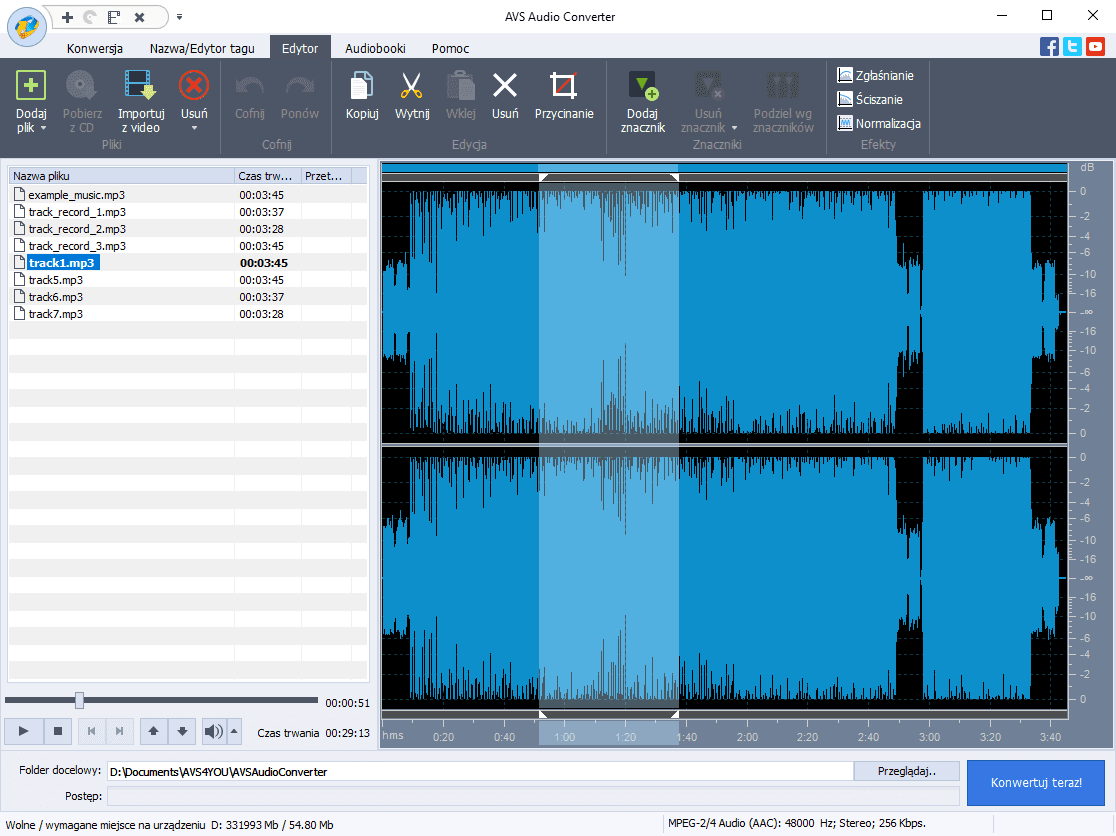 AVS Audio Converter
Konwersja Nazwa/Edytor tagu Edytor Audiobooki Pomoc
Dodaj plik
Pobierz z CD
Importuj z video
Usuń
Pliki
Cofnij Ponów
Cofnij
Kopiuj Wytnij Wklej Usuń Przycinanie
Edycja
Dodaj znacznik
Usuń znacznik
Podziel wg znaczników
Znaczniki
Zgłaśnianie
Ściszanie
Normalizacja
Efekty
Nazwa pliku Czas trw... Przet...
example_music.mp3 00:03:45
track_record_1.mp3 00:03:37
track_record_2.mp3 00:03:28
track_record_3.mp3 00:03:45
track1.mp3 00:03:45
track5.mp3 00:03:45
track6.mp3 00:03:37
track7.mp3 00:03:28
dB
0
-2
-4
-6
-10
-16
-∞
-16
-10
-6
-4
-2
0
0
-2
-4
-6
-10
-16
-∞
-16
-10
-6
-4
-2
0
hms 0:20 0:40 1:00 1:20 1:40 2:00 2:20 2:40 3:00 3:20 3:40
00:00:51
Czas trwania 00:29:13
Folder docelowy: D:\Documents\AVS4YOU\AVSAudioConverter Przeglądaj..
Postęp:
Konwertuj teraz!
Wolne / wymagane miejsce na urządzeniu D: 331993 Mb / 54.80 Mb MPEG-2/4 Audio (AAC): 48000 Hz; Stereo; 256 Kbps.